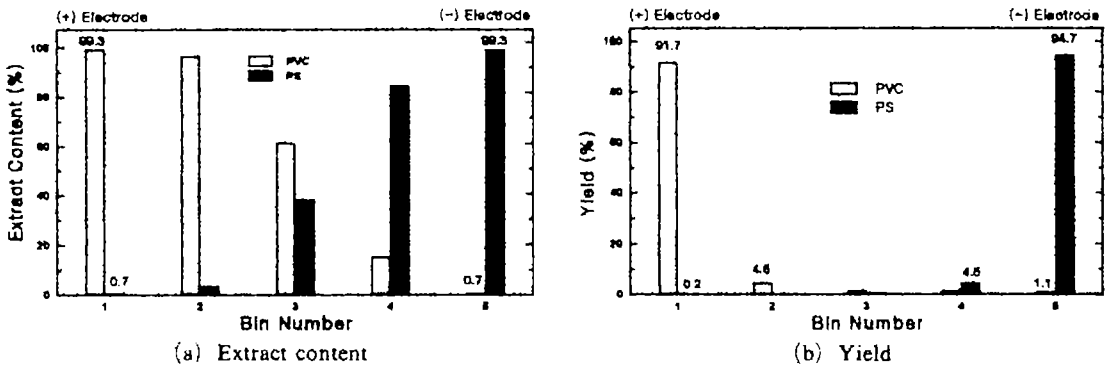 (+) Electrode (−) Electrode
99.3 99.3
100
80
60
40
20
0
PVC
PS
0.7 0.7
1 2 3 4 5
Extract Content (%)
Bin Number
(a) Extract content
(+) Electrode (−) Electrode
91.7 94.7
100
80
60
40
20
0
PVC
PS
0.2 4.6 4.5 1.1
1 2 3 4 5
Yield (%)
Bin Number
(b) Yield